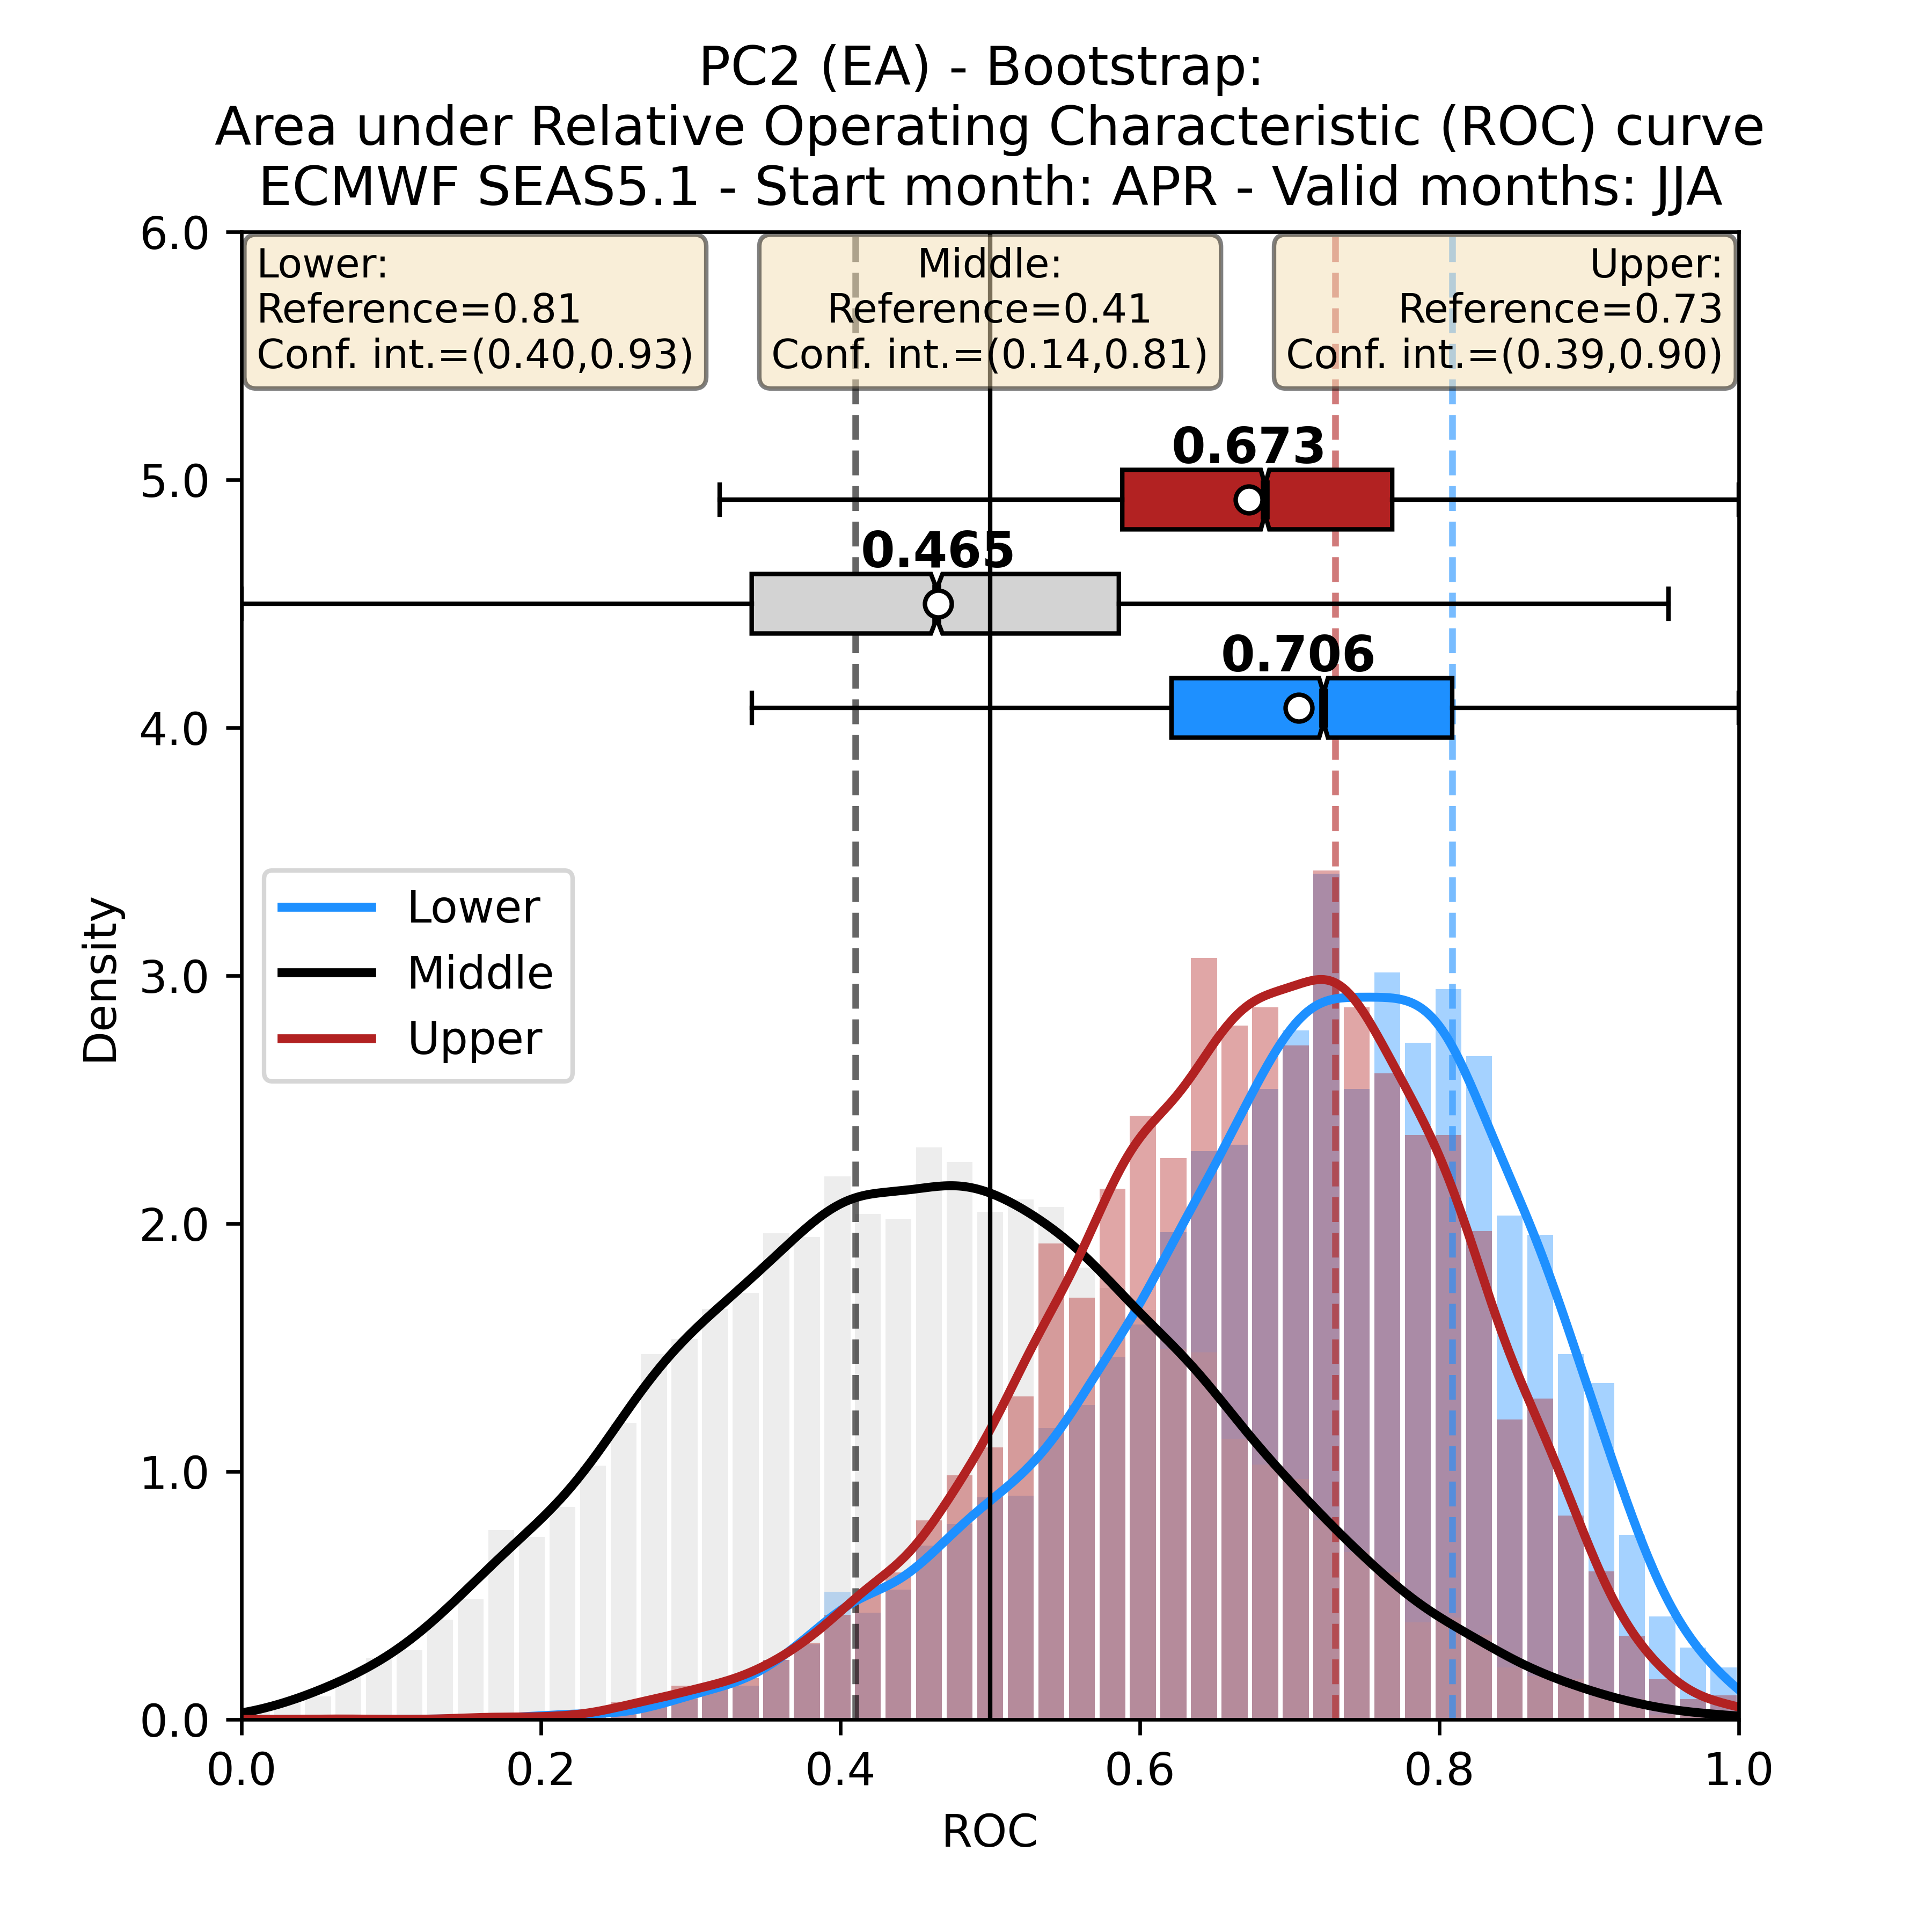 PC2 (EA) - Bootstrap:
Area under Relative Operating Characteristic (ROC) curve
ECMWF SEAS5.1 - Start month: APR - Valid months: JJA
Lower:
Reference=0.81
Conf. int.=(0.40,0.93)
Middle:
Reference=0.41
Conf. int.=(0.14,0.81)
Upper:
Reference=0.73
Conf. int.=(0.39,0.90)
0.673
0.465
0.706
Lower
Middle
Upper
Density
6.0
5.0
4.0
3.0
2.0
1.0
0.0
0.0 0.2 0.4 0.6 0.8 1.0
ROC